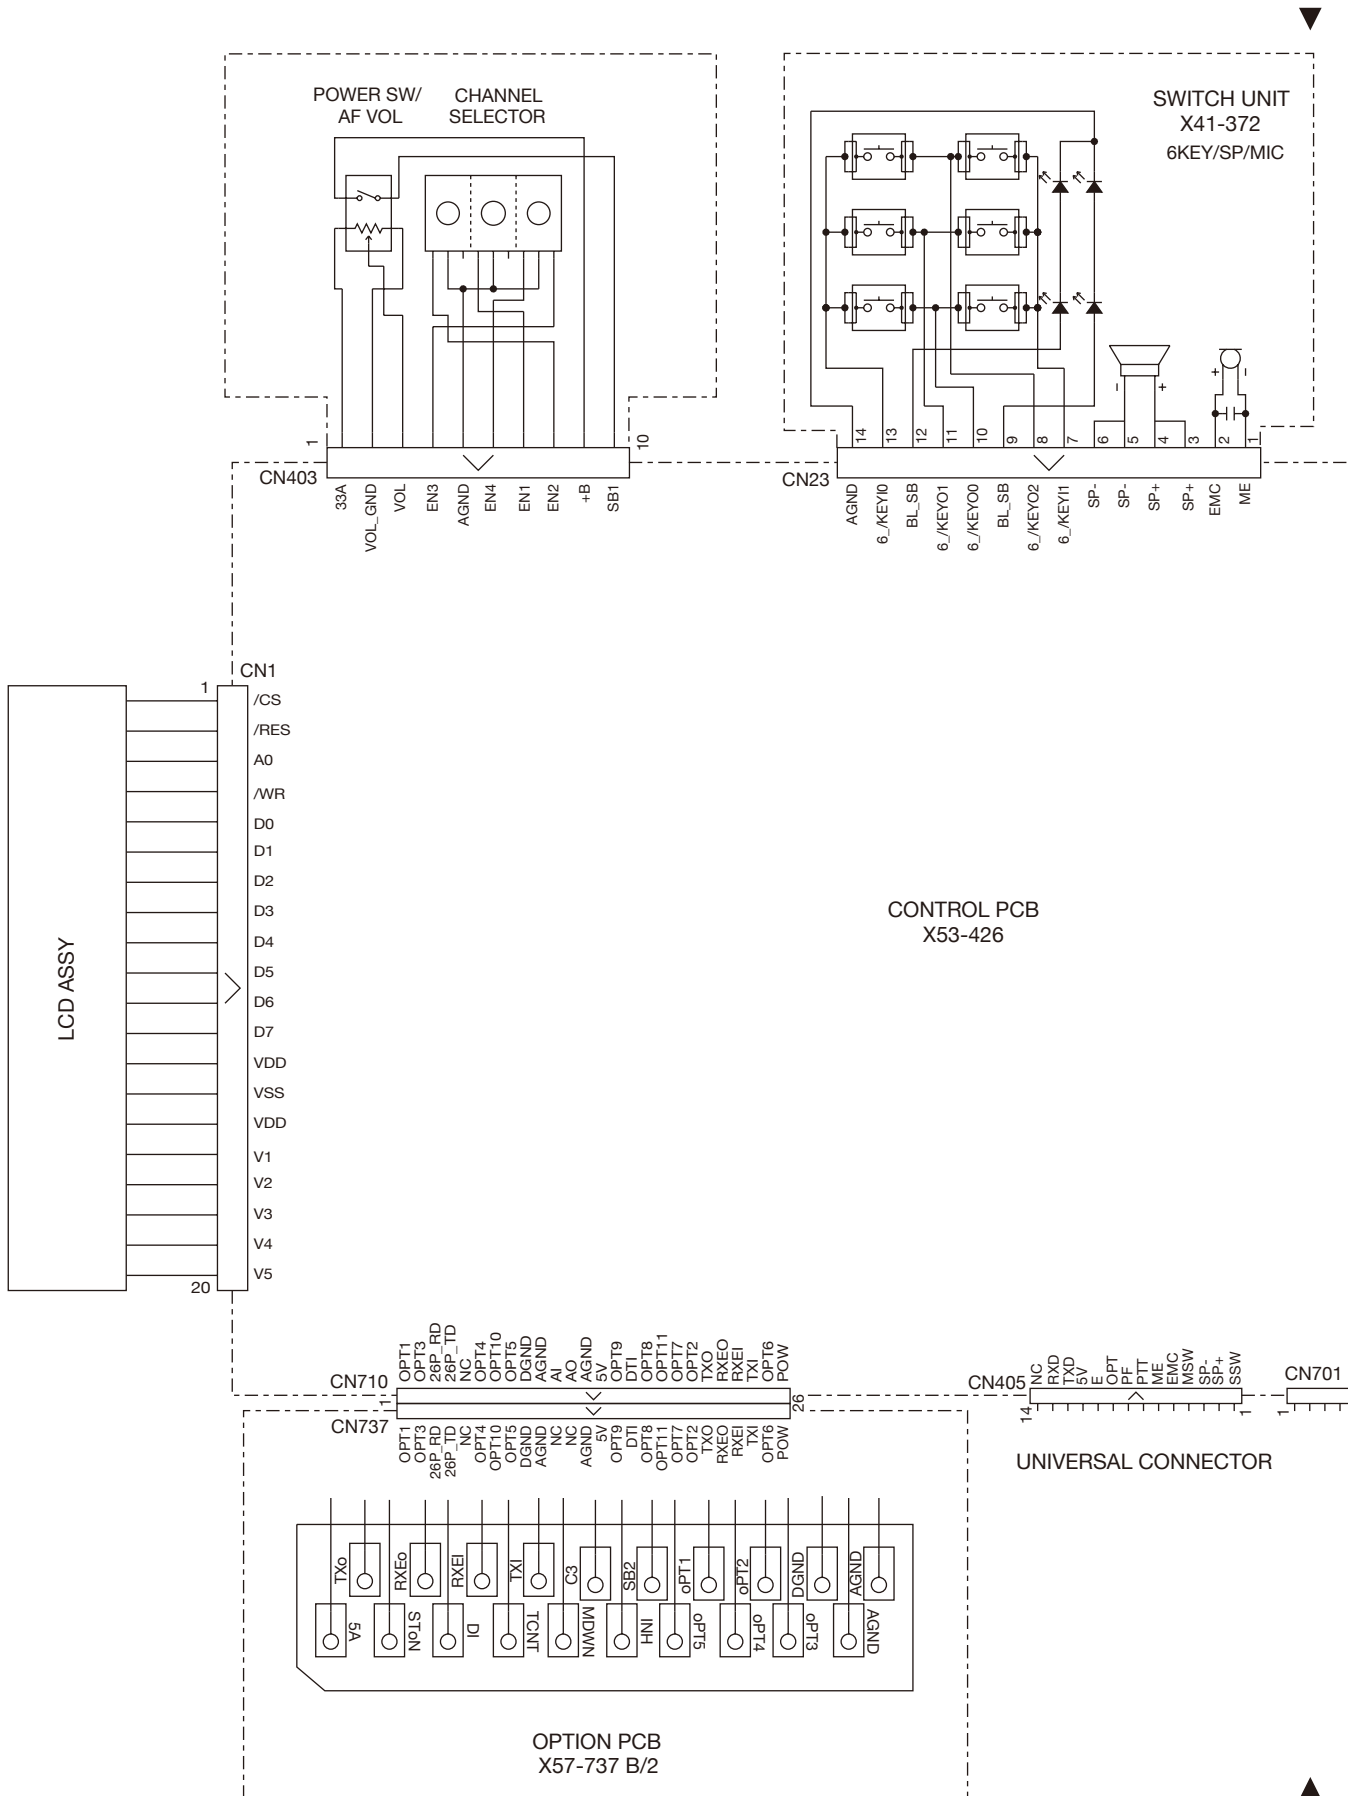 POWER SW/
AF VOL
CHANNEL
SELECTOR
SWITCH UNIT
X41-372
6KEY/SP/MIC
- +
+ -
1
10
CN403
33A
VOL_GND
VOL
EN3
AGND
EN4
EN1
EN2
+B
SB1
14
13
12
11
10
9
8
7
6
5
4
3
2
1
CN23
AGND
6_/KEYI0
BL_SB
6_/KEYO1
6_/KEYO0
BL_SB
6_/KEYO2
6_/KEYI1
SP-
SP-
SP+
SP+
EMC
ME
CN1
1
/CS
/RES
A0
/WR
D0
D1
D2
D3
D4
D5
D6
D7
VDD
VSS
VDD
V1
V2
V3
V4
V5
20
LCD ASSY
CONTROL PCB
X53-426
CN710
OPT1
OPT3
26P_RD
26P_TD
NC
OPT4
OPT10
OPT5
DGND
AGND
AI
AO
AGND
5V
OPT9
DTI
OPT8
OPT11
OPT7
OPT2
TXO
RXEO
RXEI
TXI
OPT6
POW
1
26
CN737
OPT1
OPT3
26P_RD
26P_TD
NC
OPT4
OPT10
OPT5
DGND
AGND
NC
NC
AGND
5V
OPT9
DTI
OPT8
OPT11
OPT7
OPT2
TXO
RXEO
RXEI
TXI
OPT6
POW
CN405
NC
RXD
TXD
5V
E
OPT
PF
PTT
ME
EMC
MSW
SP-
SP+
SSW
14
1
CN701
1
UNIVERSAL CONNECTOR
TXo
RXEo
RXEI
TXI
C3
SB2
oPT1
oPT2
DGND
AGND
5A
SToN
DI
TCNT
MDWN
INH
oPT5
oPT4
oPT3
AGND
OPTION PCB
X57-737 B/2